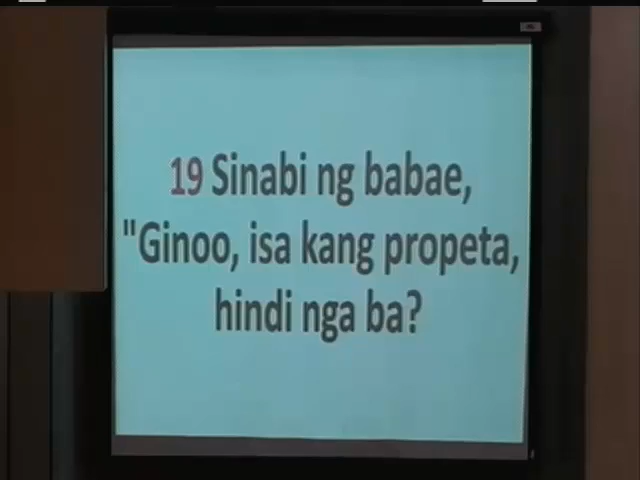 19 Sinabi ng babae,
"Ginoo, isa kang propeta,
hindi nga ba?